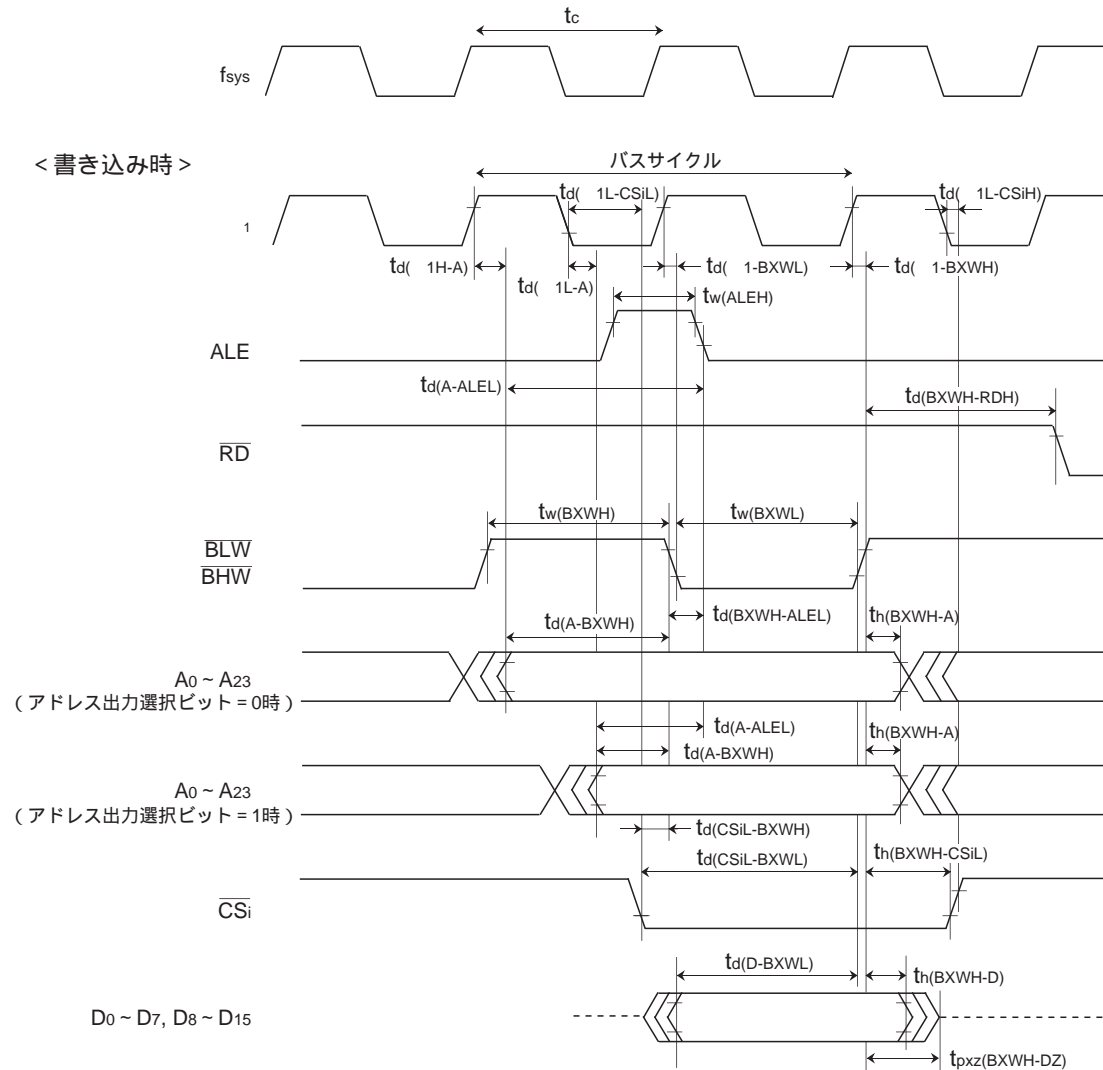 tc
fsys
＜書き込み時＞
バスサイクル
td( 1L-CSiL)
td( 1L-CSiH)
1
td( 1H-A)
td( 1-BXWL)
td( 1-BXWH)
td( 1L-A)
tw(ALEH)
ALE
td(A-ALEL)
td(BXWH-RDH)
RD
tw(BXWH)
tw(BXWL)
BLW
BHW
td(BXWH-ALEL)
td(A-BXWH)
th(BXWH-A)
A0 ~ A23
(アドレス出力選択ビット = 0時)
td(A-ALEL)
td(A-BXWH)
th(BXWH-A)
A0 ~ A23
(アドレス出力選択ビット = 1時)
td(CSiL-BXWH)
td(CSiL-BXWL)
th(BXWH-CSiL)
CSi
td(D-BXWL)
th(BXWH-D)
D0 ~ D7, D8 ~ D15
tpxz(BXWH-DZ)